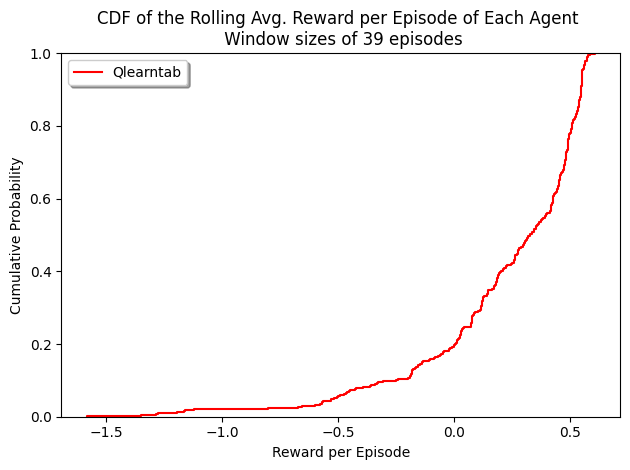 CDF of the Rolling Avg. Reward per Episode of Each Agent
Window sizes of 39 episodes
Qlearntab
Cumulative Probability
1.0
0.8
0.6
0.4
0.2
0.0
−1.5
−1.0
−0.5
0.0
0.5
Reward per Episode